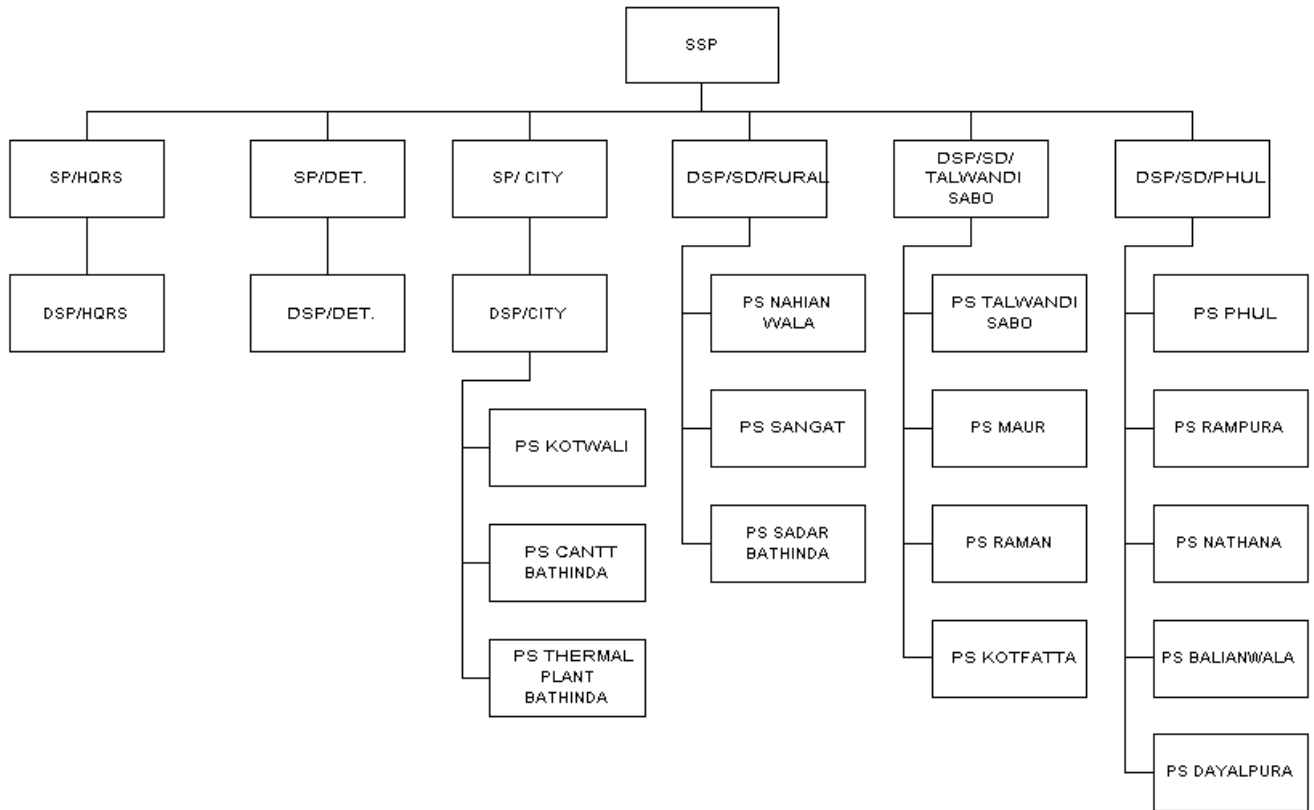 SSP
SP/HQRS
SP/DET.
SP/ CITY
DSP/SD/RURAL
DSP/SD/
TALWANDI
SABO
DSP/SD/PHUL
DSP/HQRS
DSP/DET.
DSP/CITY
PS NAHIAN
WALA
PS TALWANDI
SABO
PS PHUL
PS KOTWALI
PS SANGAT
PS MAUR
PS RAMPURA
PS CANTT
BATHINDA
PS SADAR
BATHINDA
PS RAMAN
PS NATHANA
PS THERMAL
PLANT
BATHINDA
PS KOTFATTA
PS BALIANWALA
PS DAYALPURA